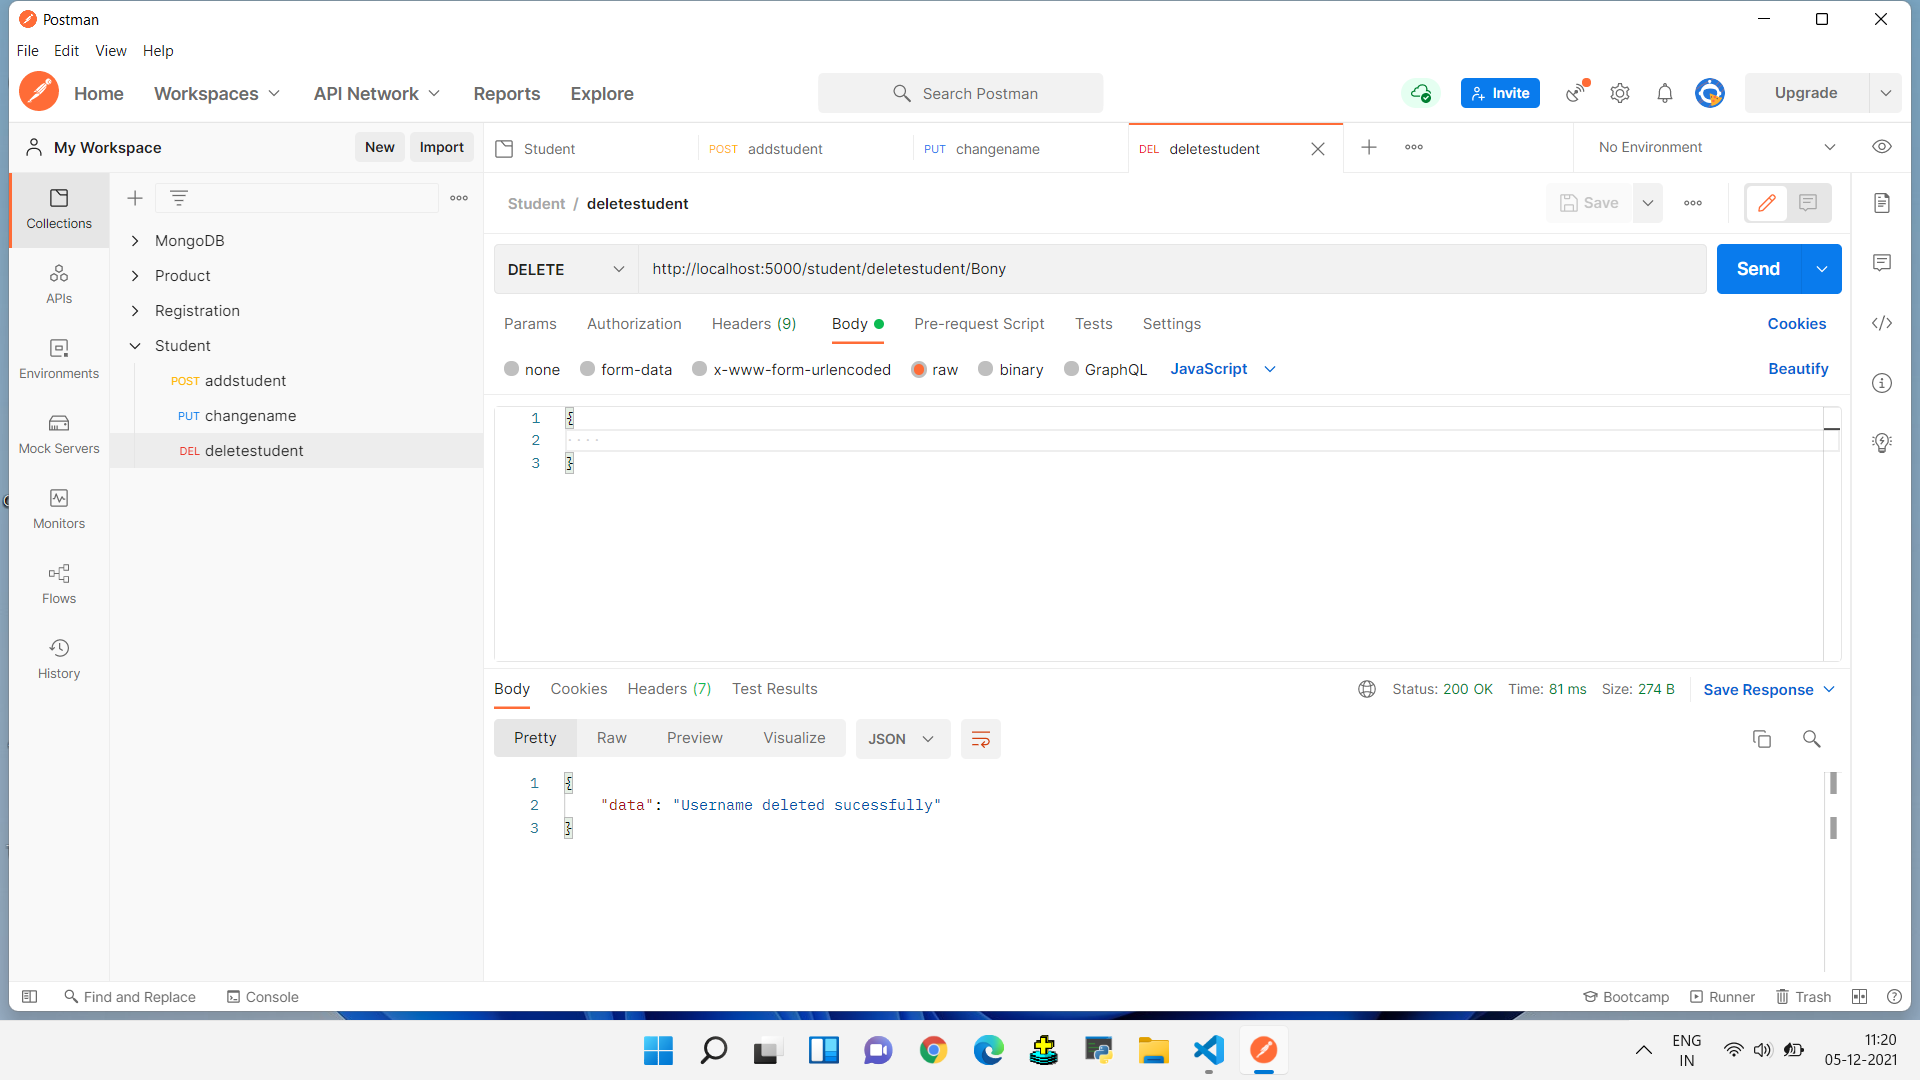 Postman
File Edit View Help
Home Workspaces API Network Reports Explore Search Postman Invite Upgrade
My Workspace New Import
Student POST addstudent PUT changename DEL deletestudent No Environment
Collections
APIs
Environments
Mock Servers
Monitors
Flows
History
MongoDB
Product
Registration
Student
POST addstudent
PUT changename
DEL deletestudent
Student / deletestudent Save
DELETE http://localhost:5000/student/deletestudent/Bony Send
Params Authorization Headers (9) Body Pre-request Script Tests Settings Cookies
none form-data x-www-form-urlencoded raw binary GraphQL JavaScript Beautify
1 {
2
3 }
Body Cookies Headers (7) Test Results Status: 200 OK Time: 81 ms Size: 274 B Save Response
Pretty Raw Preview Visualize JSON
1 {
2 "data": "Username deleted sucessfully"
3 }
Find and Replace Console Bootcamp Runner Trash
ENG
IN
11:20
05-12-2021